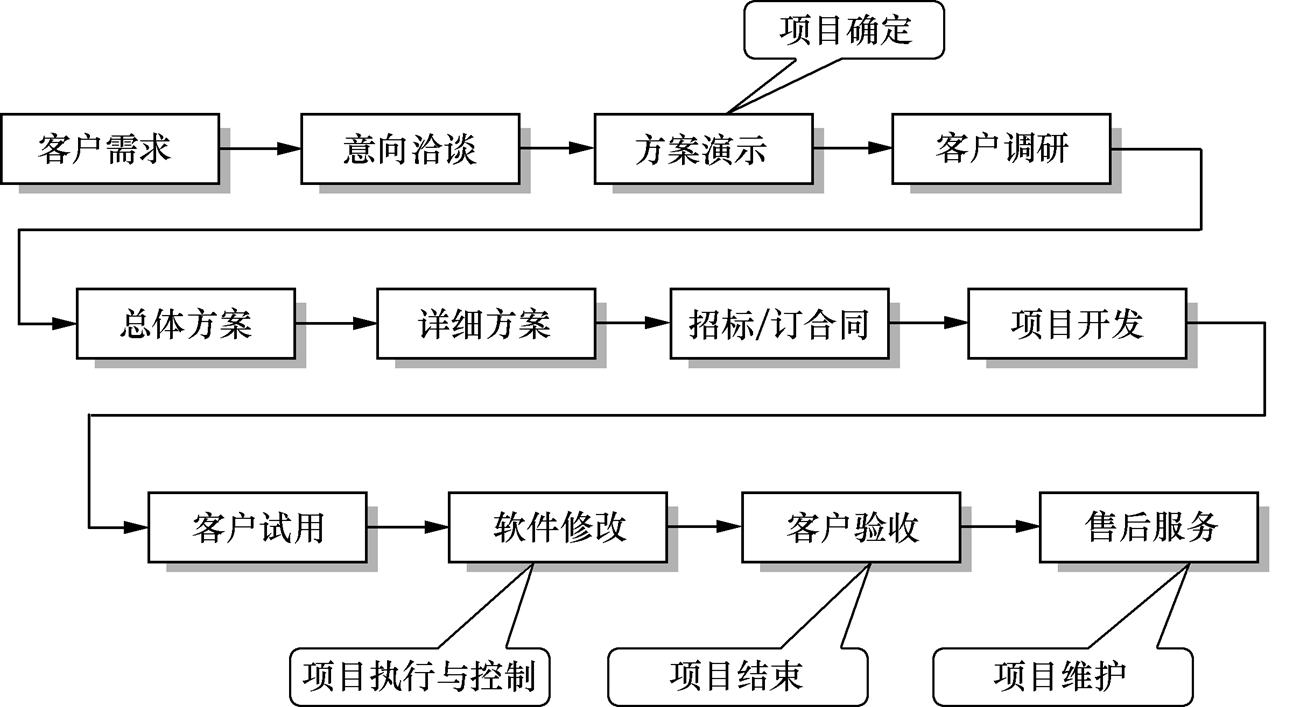 项目确定
客户需求
意向洽谈
方案演示
客户调研
总体方案
详细方案
招标/订合同
项目开发
客户试用
软件修改
客户验收
售后服务
项目执行与控制
项目结束
项目维护